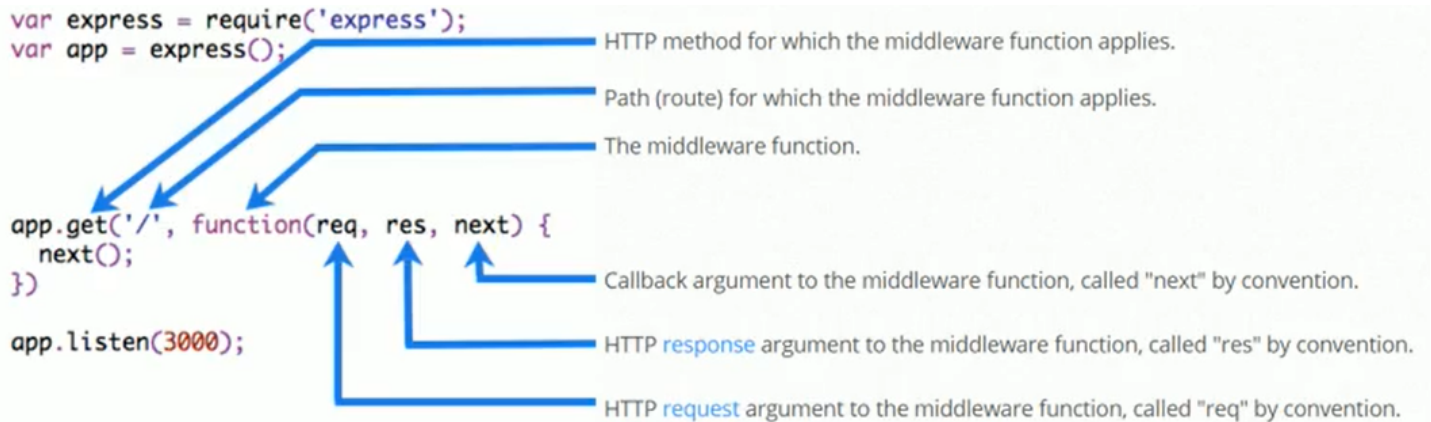 var express = require('express');
var app = express();
HTTP method for which the middleware function applies.
Path (route) for which the middleware function applies.
The middleware function.
app.get('/', function(req, res, next) {
  next();
})
app.listen(3000);
Callback argument to the middleware function, called "next" by convention.
HTTP response argument to the middleware function, called "res" by convention.
HTTP request argument to the middleware function, called "req" by convention.